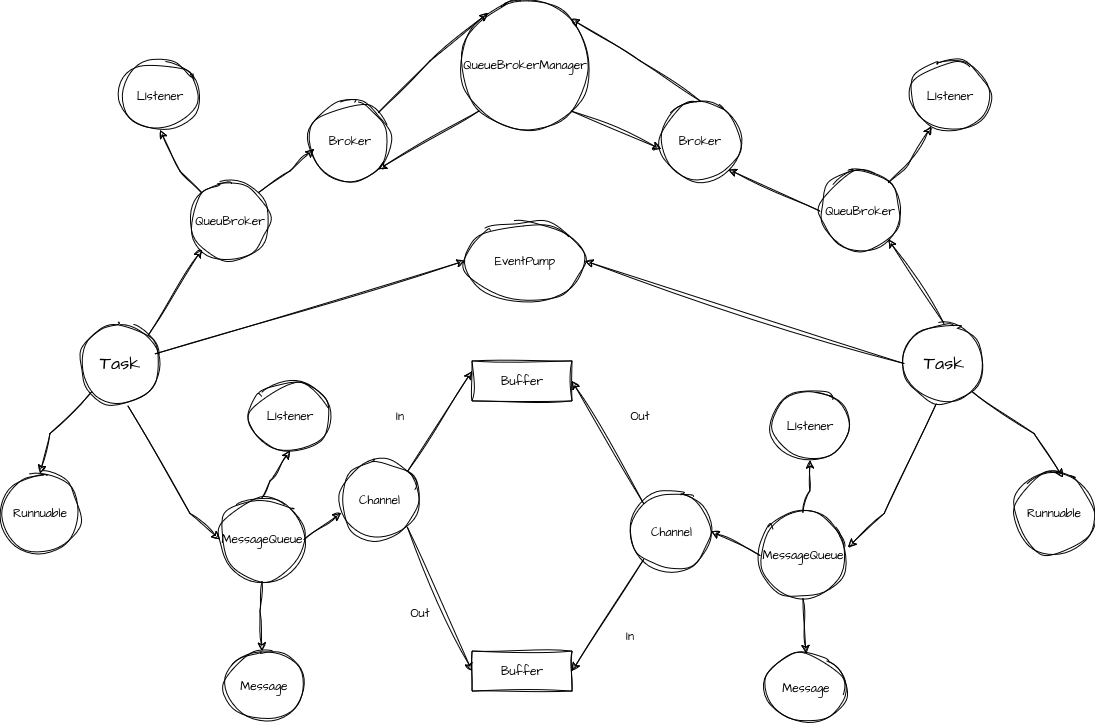 QueueBrokerManager
Listener
Listener
Broker
Broker
QueuBroker
QueuBroker
EventPump
Task
Task
Buffer
Listener
In
Out
Listener
Channel
Runnuable
Runnuable
MessageQueue
Channel
MessageQueue
Out
In
Buffer
Message
Message